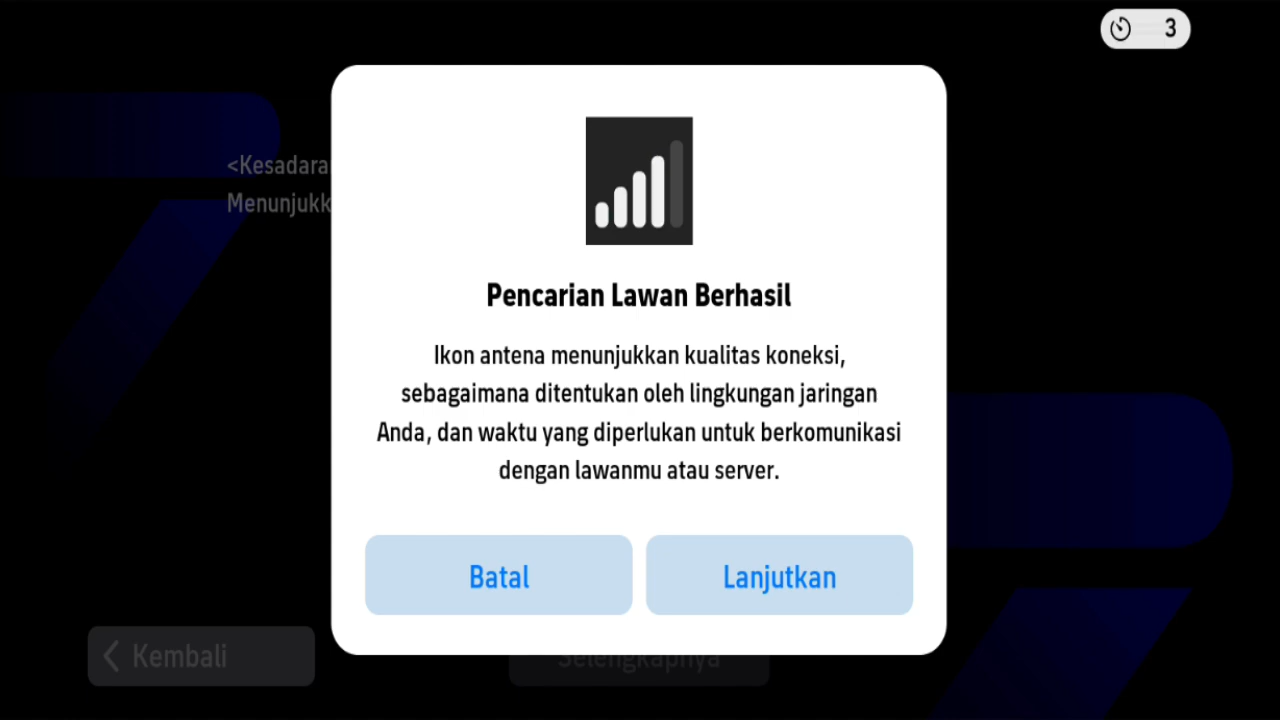 3
<Kesadara
Menunjukk
Pencarian Lawan Berhasil
Ikon antena menunjukkan kualitas koneksi,
sebagaimana ditentukan oleh lingkungan jaringan
Anda, dan waktu yang diperlukan untuk berkomunikasi
dengan lawanmu atau server.
Batal
Lanjutkan
Kembali
Selengkapnya